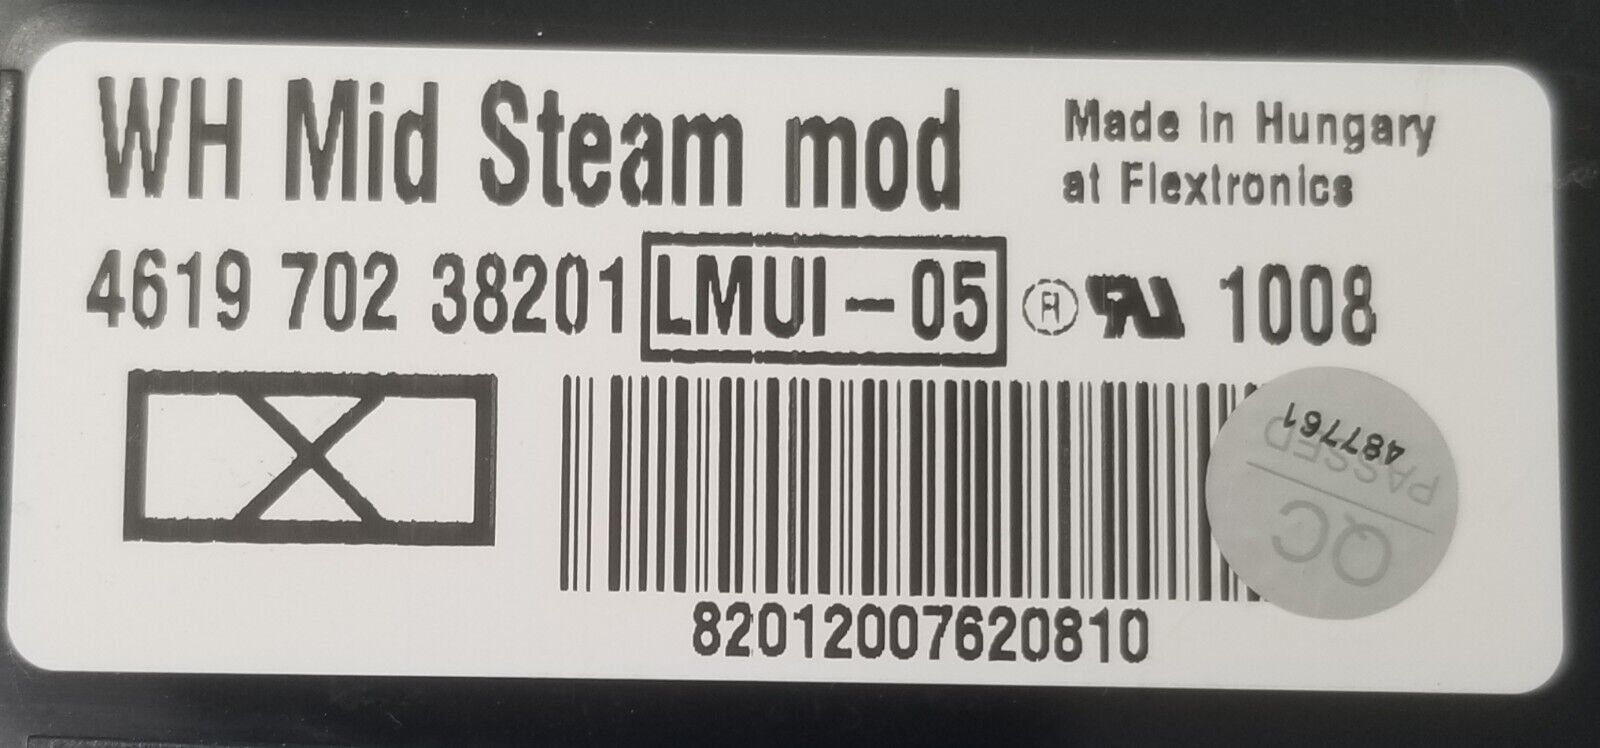 WH Mid Steam mod
Made in Hungary
at Flextronics
4619 702 38201 LMUI-05 ® RU 1008
82012007620810
487761
QC
PASSED